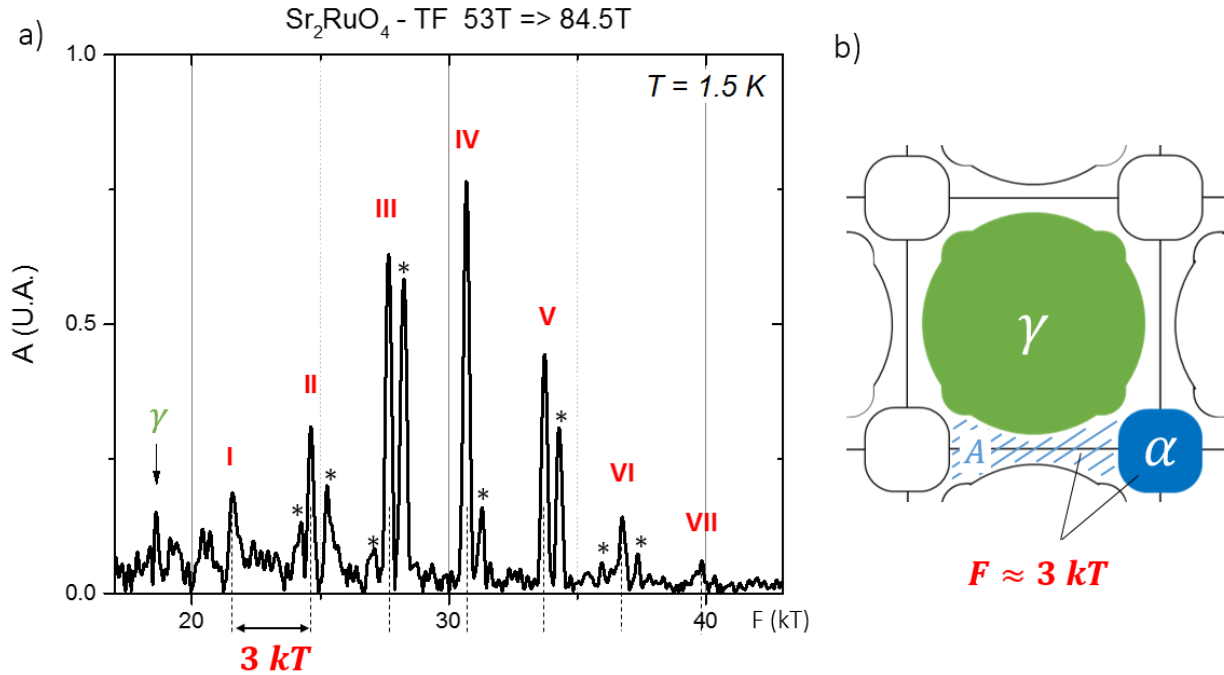 a)
Sr₂RuO₄ - TF 53T => 84.5T
T = 1.5 K
A (U.A.)
1.0
0.5
0.0
γ
I
II
III
IV
V
VI
VII
*
*
*
*
*
*
*
*
20
30
40
F (kT)
3 kT
b)
γ
A
α
F ≈ 3 kT